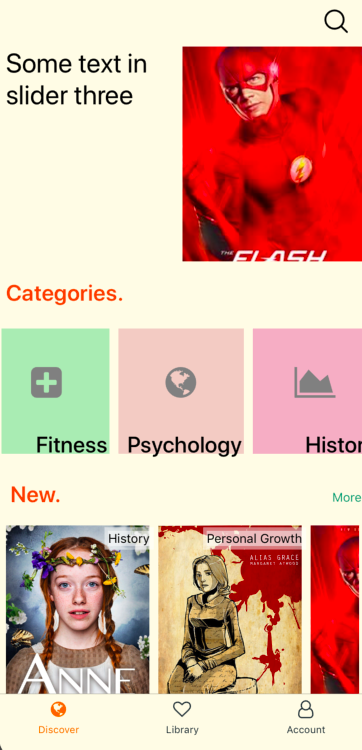 Some text in
slider three
THE
FLASH
Categories.
Fitness
Psychology
Histor
New.
More
History
Personal Growth
ALIAS GRACE
MARGARET ATWOOD
ANNE
Discover
Library
Account